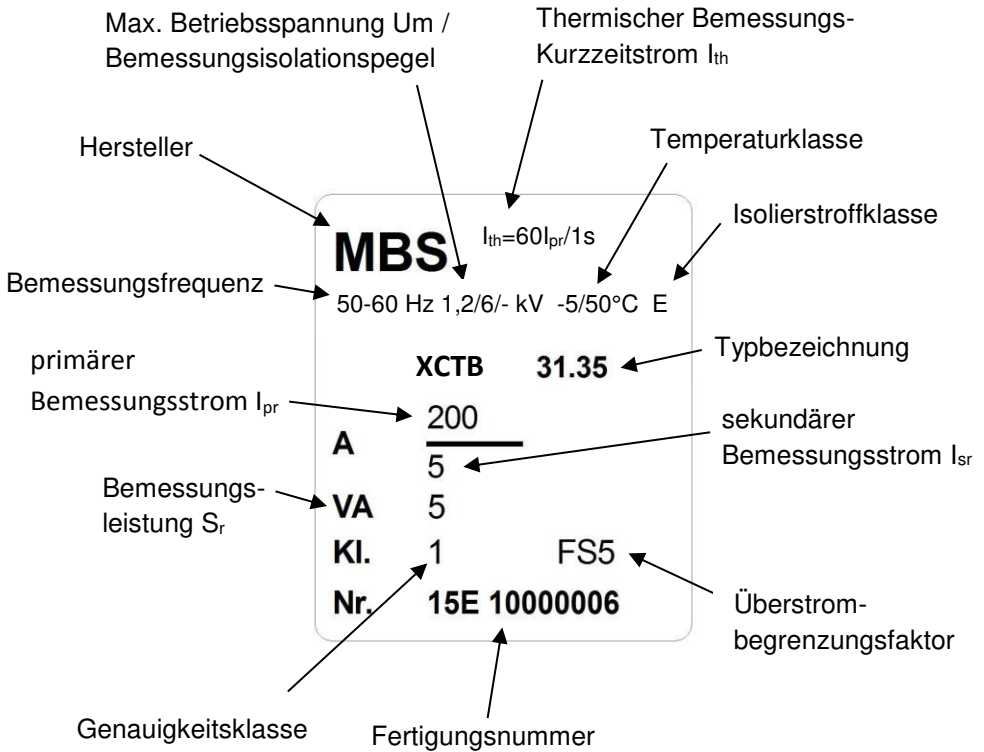 Max. Betriebsspannung Um /
Bemessungsisolationspegel
Thermischer Bemessungs-
Kurzzeitstrom Ith
Hersteller
Temperaturklasse
Isolierstroffklasse
MBS
Ith=60Ipr/1s
Bemessungsfrequenz
50-60 Hz 1,2/6/- kV -5/50°C E
XCTB 31.35
Typbezeichnung
primärer
Bemessungsstrom Ipr
200
A
5
sekundärer
Bemessungsstrom Isr
Bemessungs-
leistung Sr
VA 5
Kl. 1 FS5
Nr. 15E 10000006
Überstrom-
begrenzungsfaktor
Genauigkeitsklasse
Fertigungsnummer